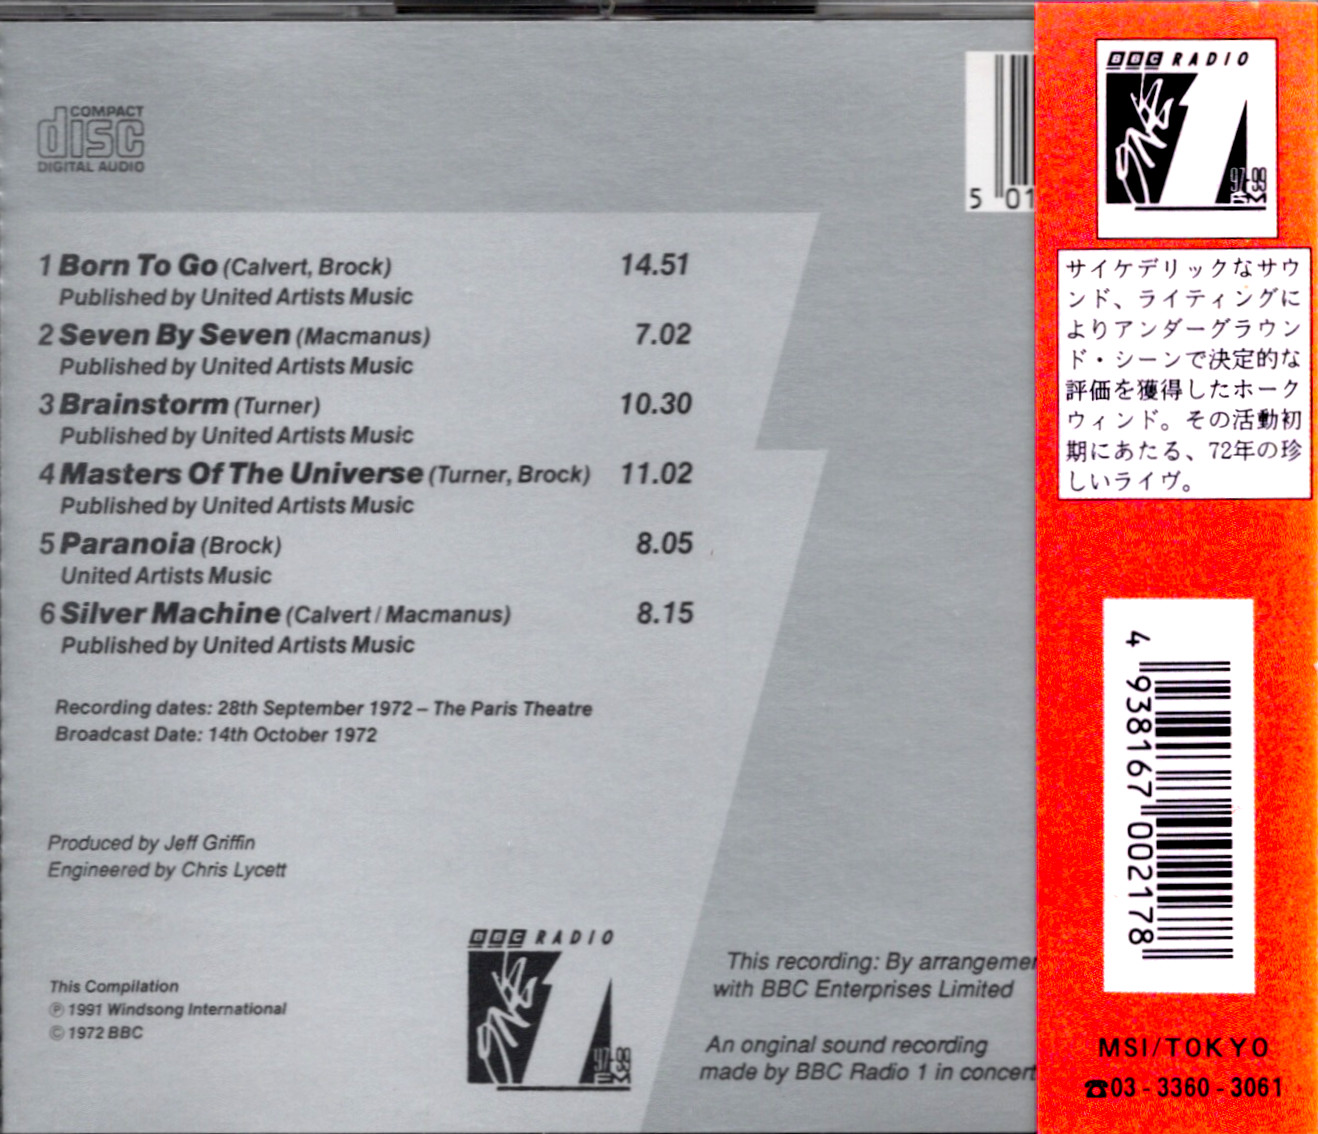 COMPACT
disc
DIGITAL AUDIO
1 Born To Go (Calvert, Brock) 14.51
Published by United Artists Music
2 Seven By Seven (Macmanus) 7.02
Published by United Artists Music
3 Brainstorm (Turner) 10.30
Published by United Artists Music
4 Masters Of The Universe (Turner, Brock) 11.02
Published by United Artists Music
5 Paranoia (Brock) 8.05
United Artists Music
6 Silver Machine (Calvert / Macmanus) 8.15
Published by United Artists Music
Recording dates: 28th September 1972 – The Paris Theatre
Broadcast Date: 14th October 1972
Produced by Jeff Griffin
Engineered by Chris Lycett
This Compilation
Ⓟ 1991 Windsong International
© 1972 BBC
BBC RADIO
1
97-99
FM
This recording: By arrangemen
with BBC Enterprises Limited
An original sound recording
made by BBC Radio 1 in concert
5 01
BBC RADIO
1
97-99
FM
サイケデリックなサウ
ンド、ライティングに
よりアンダーグラウン
ド・シーンで決定的な
評価を獲得したホーク
ウィンド。その活動初
期にあたる、72年の珍
しいライヴ。
4 938167 002178
MSI/TOKYO
☎03-3360-3061